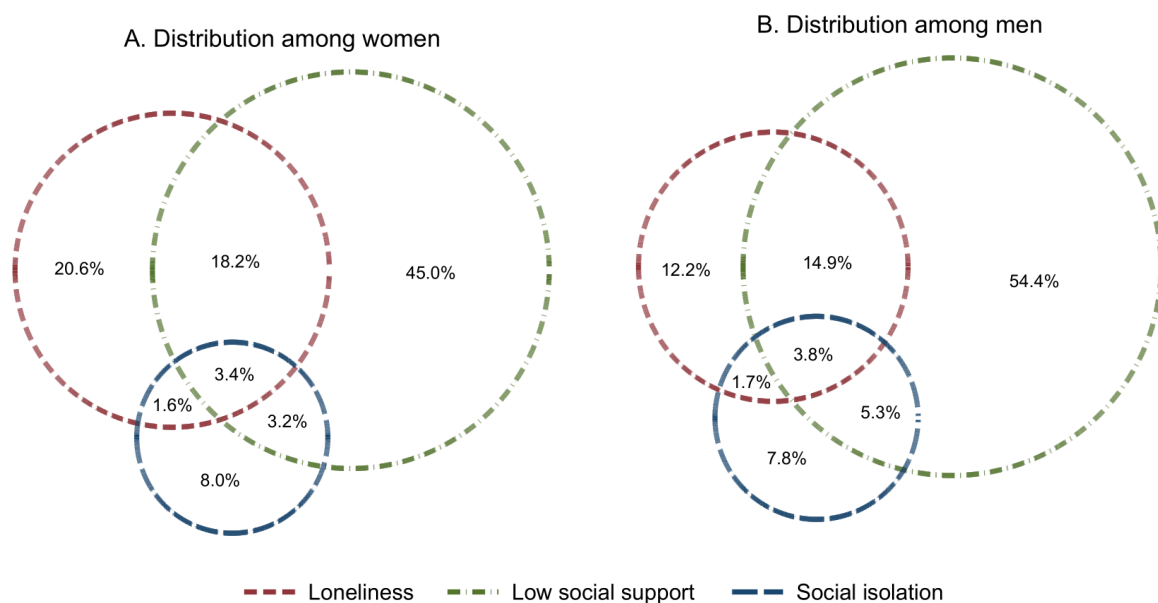 A. Distribution among women
B. Distribution among men
20.6%
18.2%
45.0%
3.4%
1.6%
3.2%
8.0%
12.2%
14.9%
54.4%
3.8%
1.7%
5.3%
7.8%
Loneliness
Low social support
Social isolation